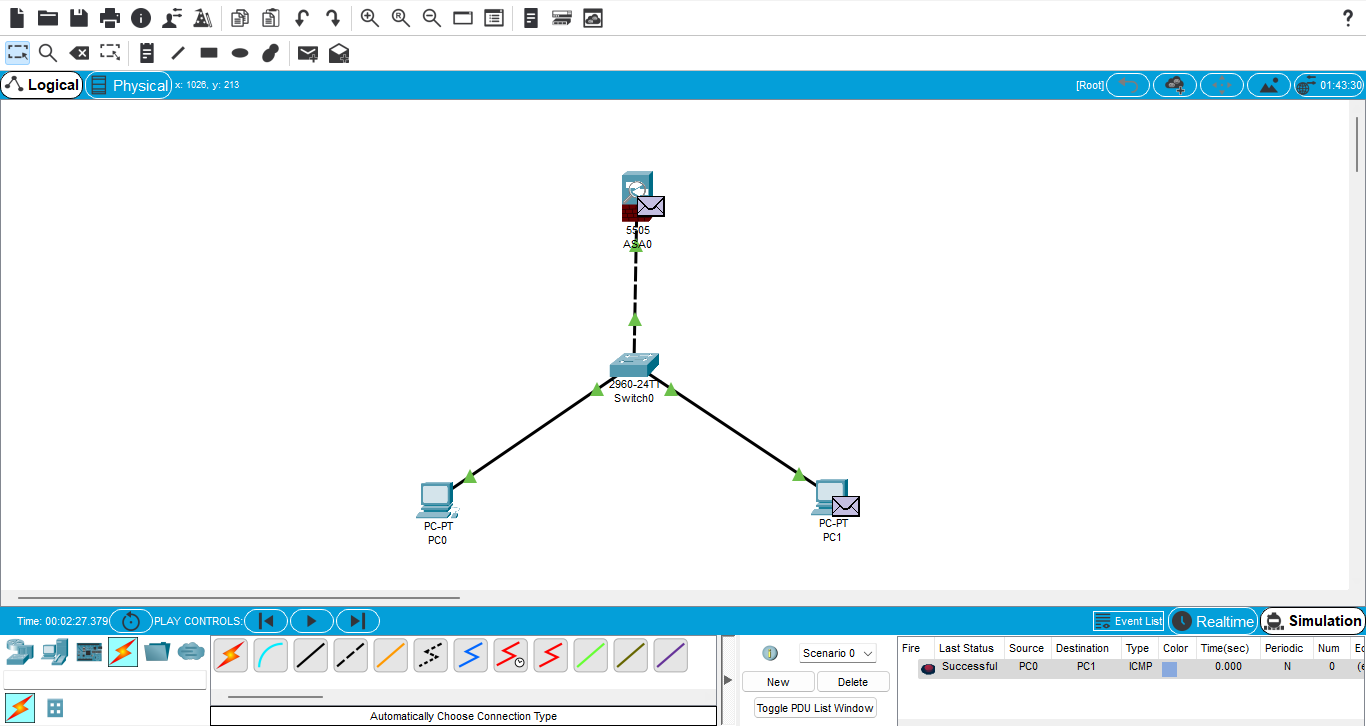 ?
Logical
Physical
x: 1026, y: 213
[Root]
01:43:30
5505
ASA0
2960-24TT
Switch0
PC-PT
PC0
PC-PT
PC1
Time: 00:02:27.379
PLAY CONTROLS:
Event List
Realtime
Simulation
Scenario 0
New
Delete
Toggle PDU List Window
Automatically Choose Connection Type
Fire Last Status Source Destination Type Color Time(sec) Periodic Num Ed
Successful PC0 PC1 ICMP 0.000 N 0 (e